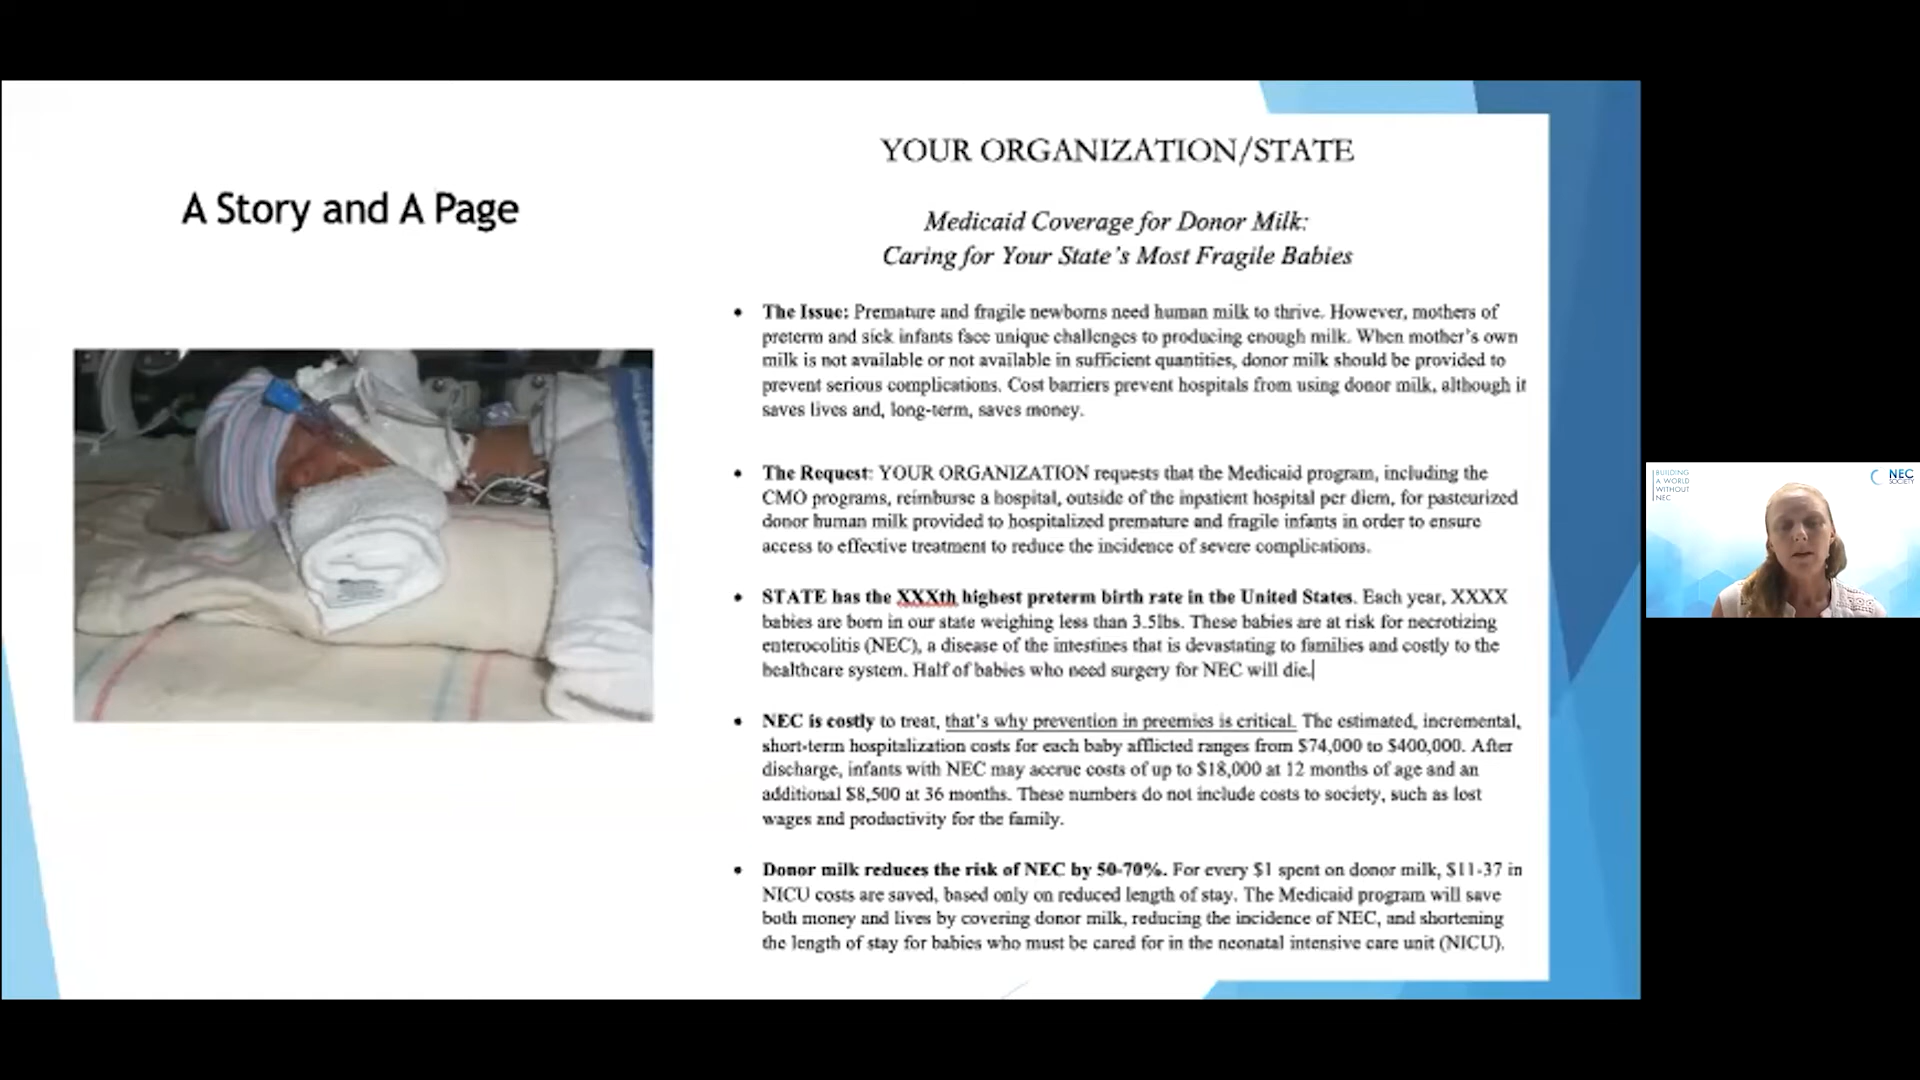 A Story and A Page
YOUR ORGANIZATION/STATE
Medicaid Coverage for Donor Milk:
Caring for Your State's Most Fragile Babies
• The Issue: Premature and fragile newborns need human milk to thrive. However, mothers of
preterm and sick infants face unique challenges to producing enough milk. When mother's own
milk is not available or not available in sufficient quantities, donor milk should be provided to
prevent serious complications. Cost barriers prevent hospitals from using donor milk, although it
saves lives and, long-term, saves money.
• The Request: YOUR ORGANIZATION requests that the Medicaid program, including the
CMO programs, reimburse a hospital, outside of the inpatient hospital per diem, for pasteurized
donor human milk provided to hospitalized premature and fragile infants in order to ensure
access to effective treatment to reduce the incidence of severe complications.
• STATE has the XXXth highest preterm birth rate in the United States. Each year, XXXX
babies are born in our state weighing less than 3.5lbs. These babies are at risk for necrotizing
enterocolitis (NEC), a disease of the intestines that is devastating to families and costly to the
healthcare system. Half of babies who need surgery for NEC will die.
• NEC is costly to treat, that's why prevention in preemies is critical. The estimated, incremental,
short-term hospitalization costs for each baby afflicted ranges from $74,000 to $400,000. After
discharge, infants with NEC may accrue costs of up to $18,000 at 12 months of age and an
additional $8,500 at 36 months. These numbers do not include costs to society, such as lost
wages and productivity for the family.
• Donor milk reduces the risk of NEC by 50-70%. For every $1 spent on donor milk, $11-37 in
NICU costs are saved, based only on reduced length of stay. The Medicaid program will save
both money and lives by covering donor milk, reducing the incidence of NEC, and shortening
the length of stay for babies who must be cared for in the neonatal intensive care unit (NICU).
BUILDING
A WORLD
WITHOUT
NEC
NEC
SOCIETY